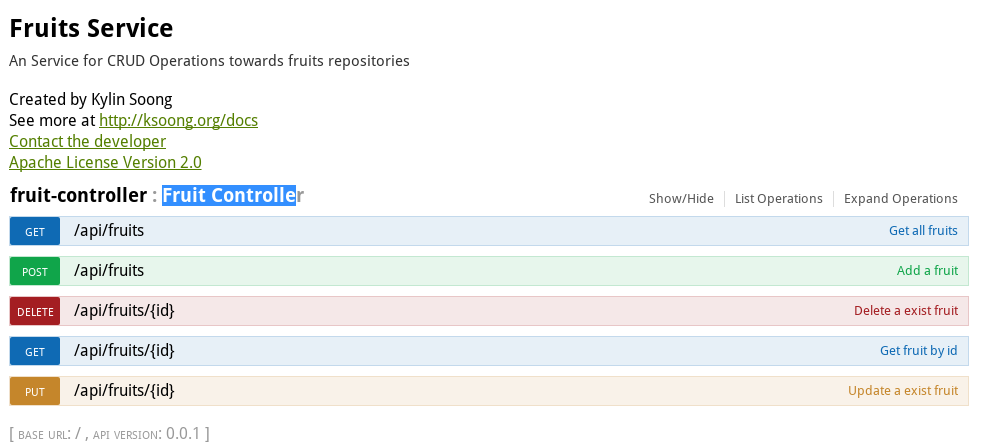 Fruits Service
An Service for CRUD Operations towards fruits repositories
Created by Kylin Soong
See more at http://ksoong.org/docs
Contact the developer
Apache License Version 2.0
fruit-controller : Fruit Controller Show/Hide List Operations Expand Operations
GET /api/fruits Get all fruits
POST /api/fruits Add a fruit
DELETE /api/fruits/{id} Delete a exist fruit
GET /api/fruits/{id} Get fruit by id
PUT /api/fruits/{id} Update a exist fruit
[ BASE URL: / , API VERSION: 0.0.1 ]